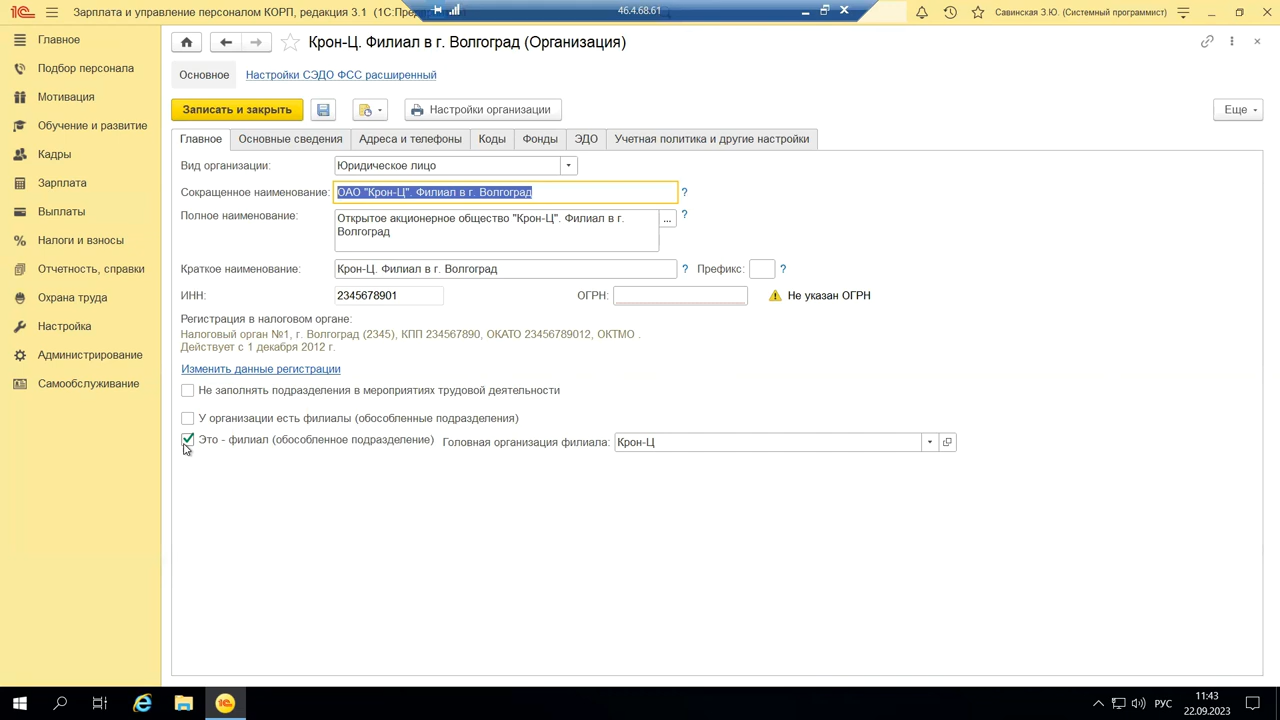 1С Зарплата и управление персоналом КОРП, редакция 3.1 (1С:Пред
46.4.68.61
Савинская З.Ю. (Системный программист)
Главное
Подбор персонала
Мотивация
Обучение и развитие
Кадры
Зарплата
Выплаты
Налоги и взносы
Отчетность, справки
Охрана труда
Настройка
Администрирование
Самообслуживание
Крон-Ц. Филиал в г. Волгоград (Организация)
Основное Настройки СЭДО ФСС расширенный
Записать и закрыть Настройки организации Еще
Главное Основные сведения Адреса и телефоны Коды Фонды ЭДО Учетная политика и другие настройки
Вид организации: Юридическое лицо
Сокращенное наименование: ОАО "Крон-Ц". Филиал в г. Волгоград ?
Полное наименование: Открытое акционерное общество "Крон-Ц". Филиал в г. ... ?
Волгоград
Краткое наименование: Крон-Ц. Филиал в г. Волгоград ? Префикс: ?
ИНН: 2345678901 ОГРН: Не указан ОГРН
Регистрация в налоговом органе:
Налоговый орган №1, г. Волгоград (2345), КПП 234567890, ОКАТО 23456789012, ОКТМО .
Действует с 1 декабря 2012 г.
Изменить данные регистрации
Не заполнять подразделения в мероприятиях трудовой деятельности
У организации есть филиалы (обособленные подразделения)
Это - филиал (обособленное подразделение) Головная организация филиала: Крон-Ц
РУС
11:43
22.09.2023